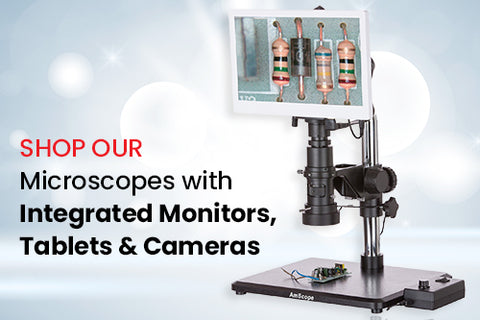 SHOP OUR
Microscopes with
Integrated Monitors,
Tablets & Cameras
AmScope